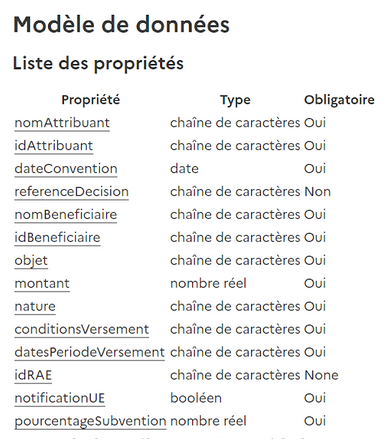 Modèle de données
Liste des propriétés
Propriété Type Obligatoire
nomAttribuant chaîne de caractères Oui
idAttribuant chaîne de caractères Oui
dateConvention date Oui
referenceDecision chaîne de caractères Non
nomBeneficiaire chaîne de caractères Oui
idBeneficiaire chaîne de caractères Oui
objet chaîne de caractères Oui
montant nombre réel Oui
nature chaîne de caractères Oui
conditionsVersement chaîne de caractères Oui
datesPeriodeVersement chaîne de caractères Oui
idRAE chaîne de caractères None
notificationUE booléen Oui
pourcentageSubvention nombre réel Oui